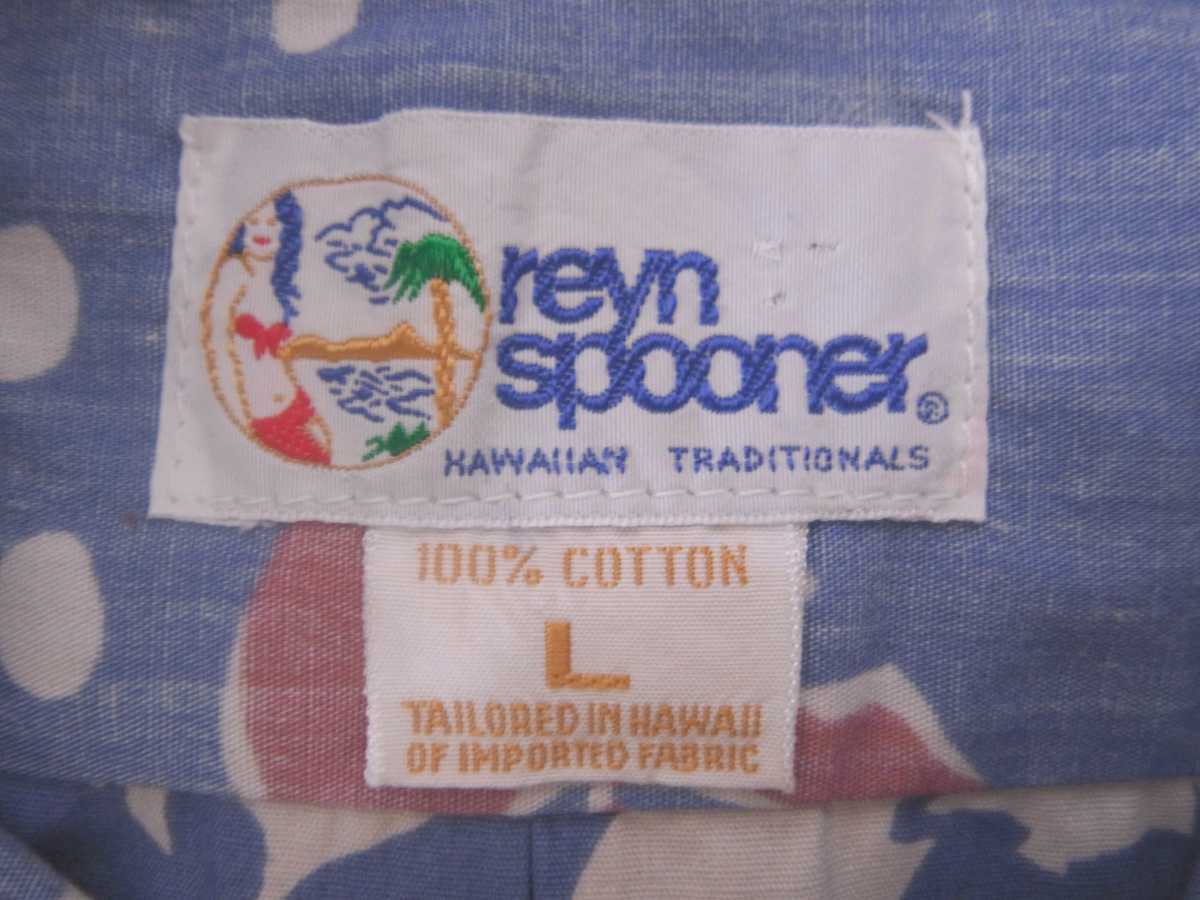 reyn
spooner®
HAWAIIAN TRADITIONALS
100% COTTON
L
TAILORED IN HAWAII
OF IMPORTED FABRIC